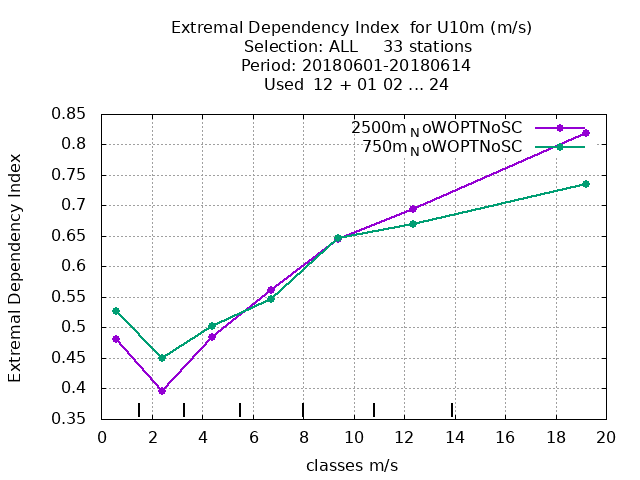 Extremal Dependency Index  for U10m (m/s)
Selection: ALL     33 stations
Period: 20180601-20180614
Used  12 + 01 02 ... 24
2500m_NoWOPTNoSC
750m_NoWOPTNoSC
Extremal Dependency Index
0.85
0.8
0.75
0.7
0.65
0.6
0.55
0.5
0.45
0.4
0.35
0 2 4 6 8 10 12 14 16 18 20
classes m/s